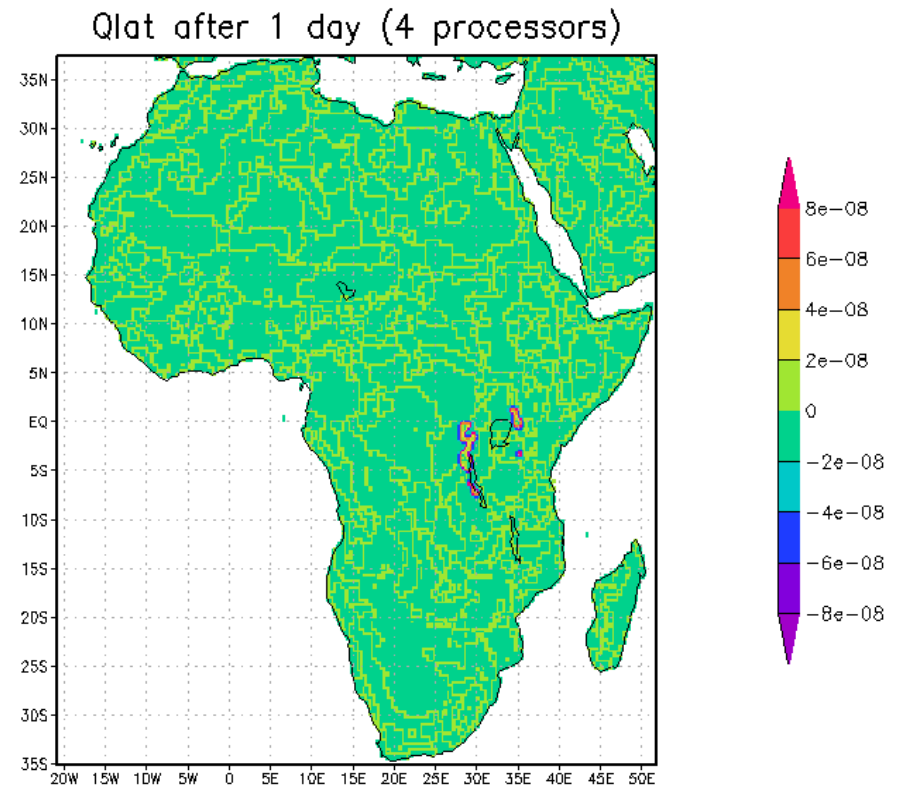 Qlat after 1 day (4 processors)
35N
30N
25N
20N
15N
10N
5N
EQ
5S
10S
15S
20S
25S
30S
35S
20W 15W 10W 5W 0 5E 10E 15E 20E 25E 30E 35E 40E 45E 50E
8e-08
6e-08
4e-08
2e-08
0
-2e-08
-4e-08
-6e-08
-8e-08